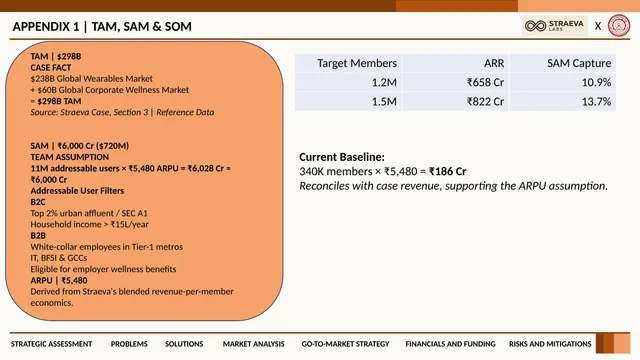 APPENDIX 1 | TAM, SAM & SOM
STRAEVA
LABS
X
TAM | $298B
CASE FACT
$238B Global Wearables Market
+ $60B Global Corporate Wellness Market
= $298B TAM
Source: Straeva Case, Section 3 | Reference Data
SAM | ₹6,000 Cr ($720M)
TEAM ASSUMPTION
11M addressable users × ₹5,480 ARPU = ₹6,028 Cr ≈
₹6,000 Cr
Addressable User Filters
B2C
Top 2% urban affluent / SEC A1
Household income > ₹15L/year
B2B
White-collar employees in Tier-1 metros
IT, BFSI & GCCs
Eligible for employer wellness benefits
ARPU | ₹5,480
Derived from Straeva's blended revenue-per-member
economics.
Target Members ARR SAM Capture
1.2M ₹658 Cr 10.9%
1.5M ₹822 Cr 13.7%
Current Baseline:
340K members × ₹5,480 = ₹186 Cr
Reconciles with case revenue, supporting the ARPU assumption.
STRATEGIC ASSESSMENT PROBLEMS SOLUTIONS MARKET ANALYSIS GO-TO-MARKET STRATEGY FINANCIALS AND FUNDING RISKS AND MITIGATIONS